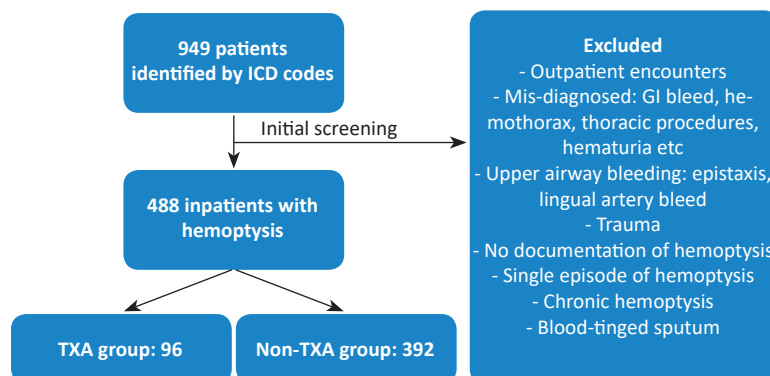 949 patients
identified by ICD codes
Initial screening
488 inpatients with
hemoptysis
TXA group: 96
Non-TXA group: 392
Excluded
- Outpatient encounters
- Mis-diagnosed: GI bleed, he-
mothorax, thoracic procedures,
hematuria etc
- Upper airway bleeding: epistaxis,
lingual artery bleed
- Trauma
- No documentation of hemoptysis
- Single episode of hemoptysis
- Chronic hemoptysis
- Blood-tinged sputum